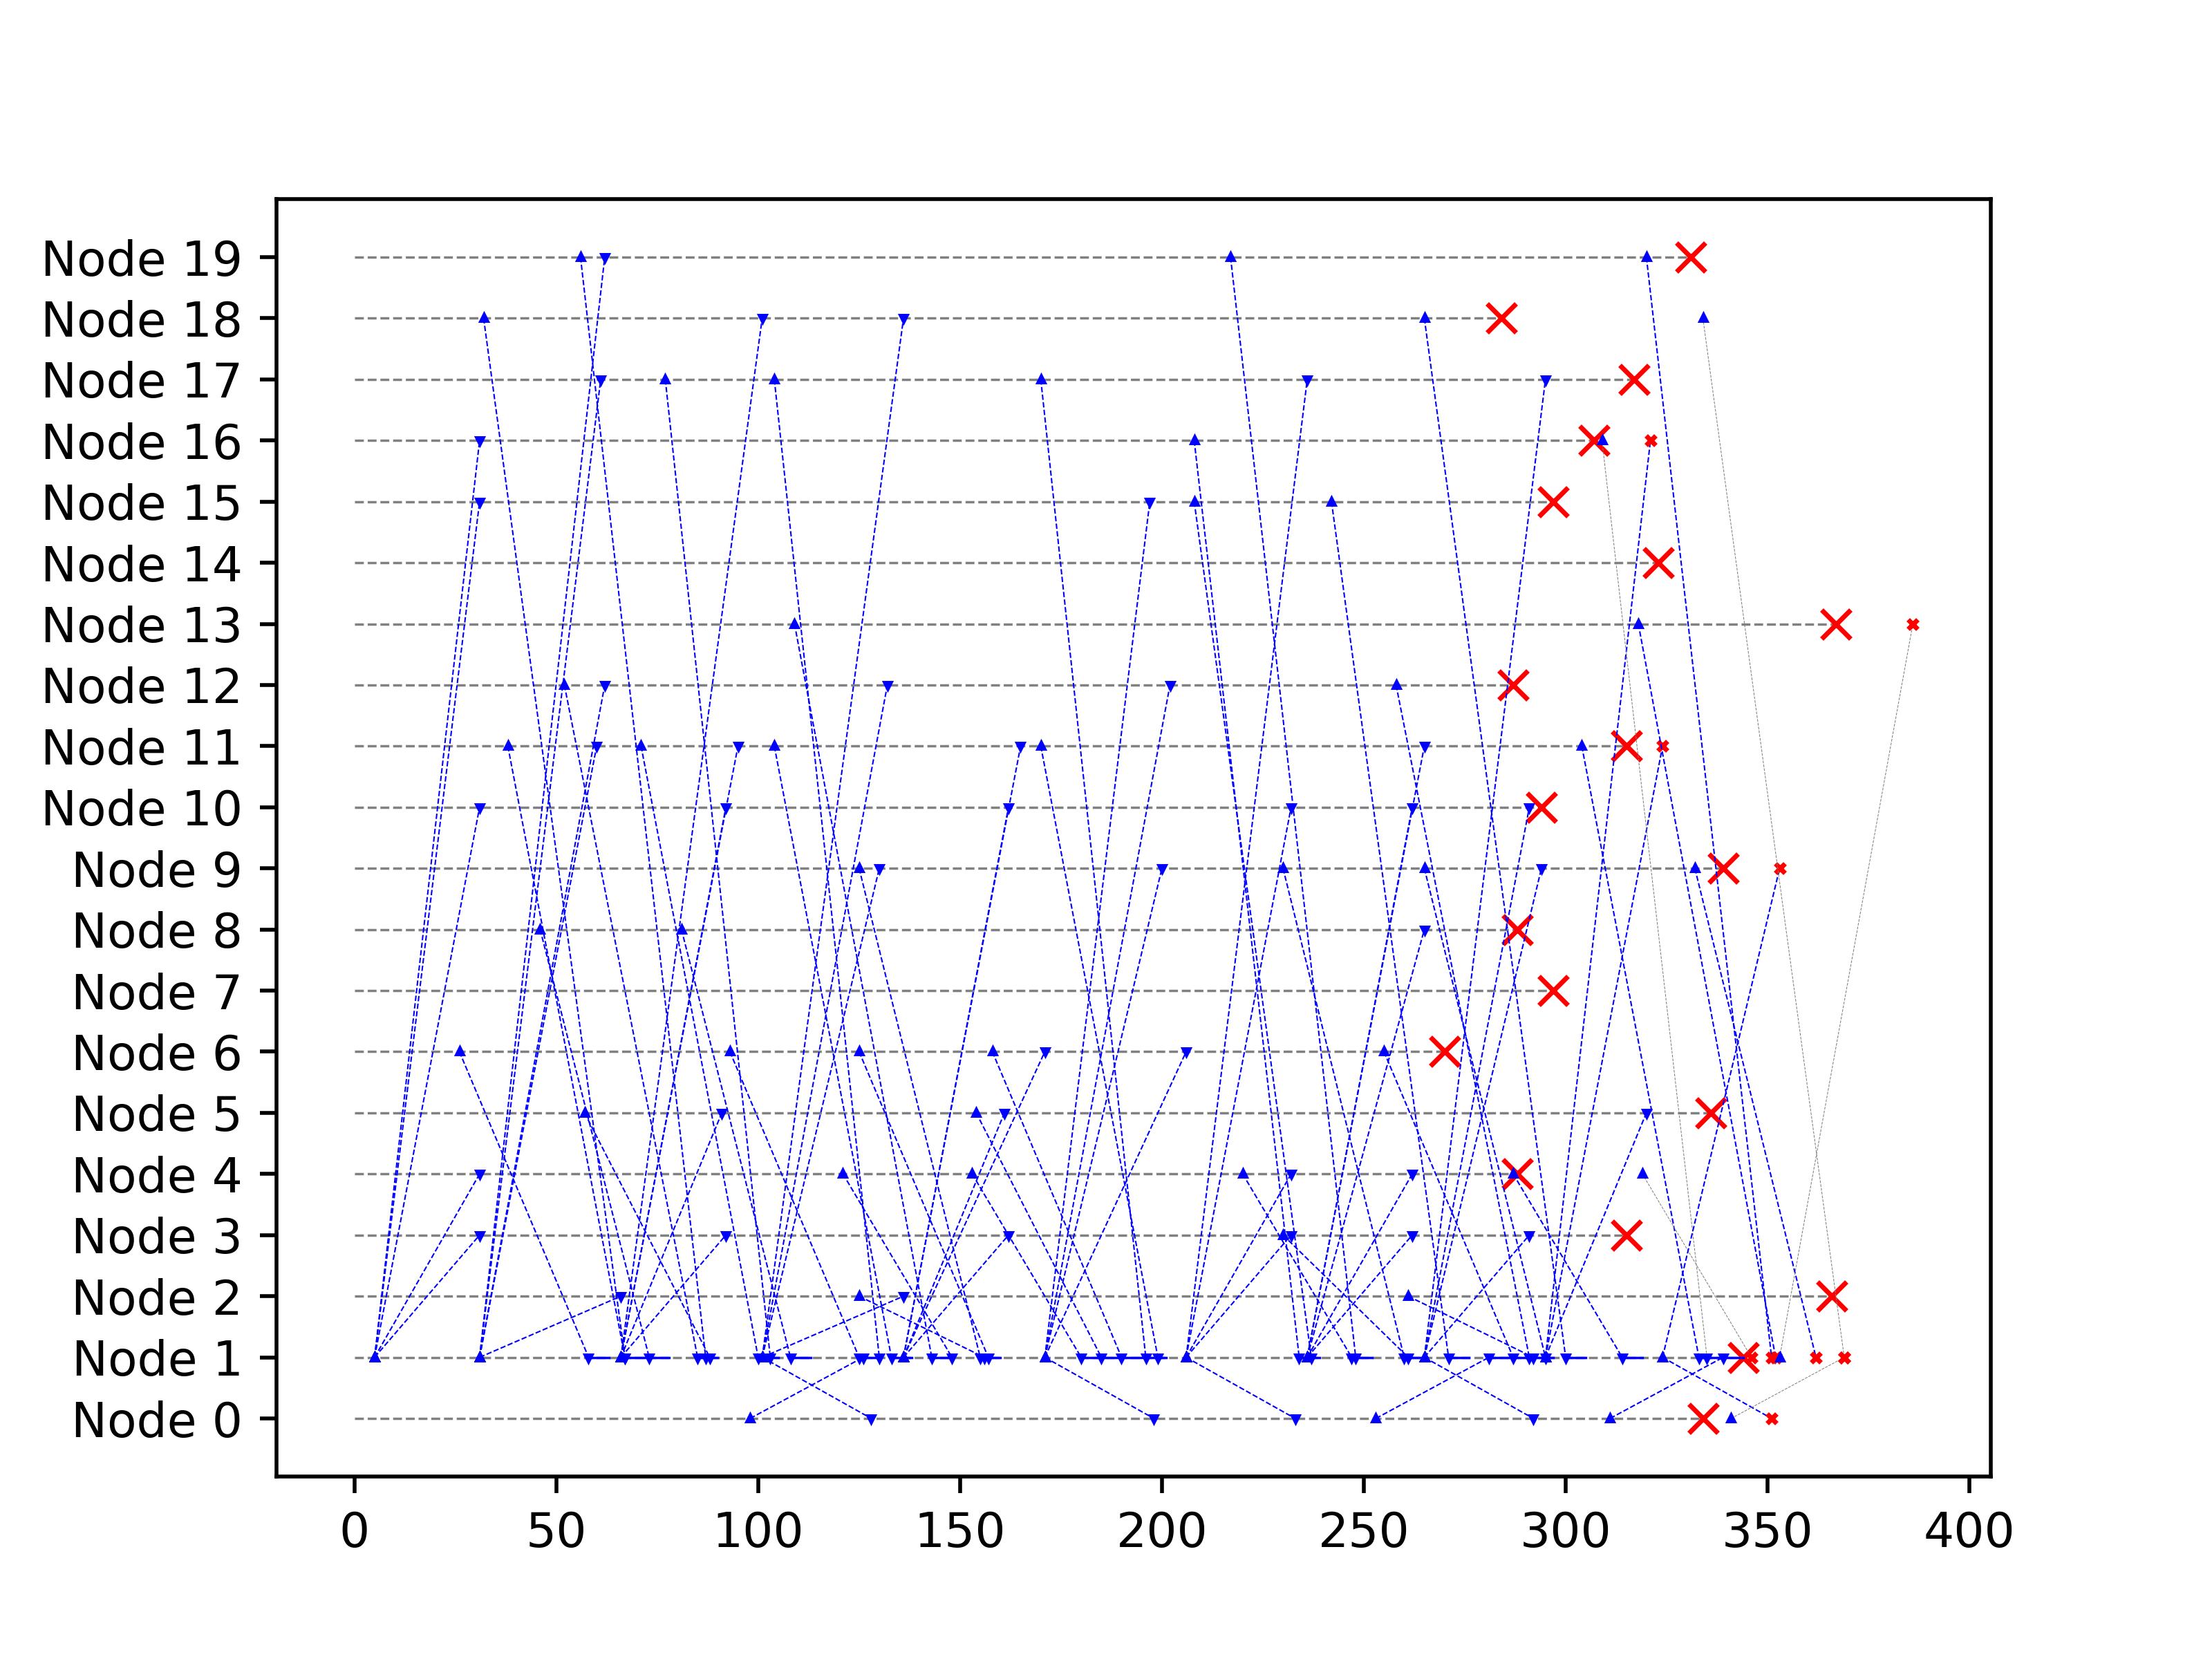 Node 19
Node 18
Node 17
Node 16
Node 15
Node 14
Node 13
Node 12
Node 11
Node 10
Node 9
Node 8
Node 7
Node 6
Node 5
Node 4
Node 3
Node 2
Node 1
Node 0
0 50 100 150 200 250 300 350 400